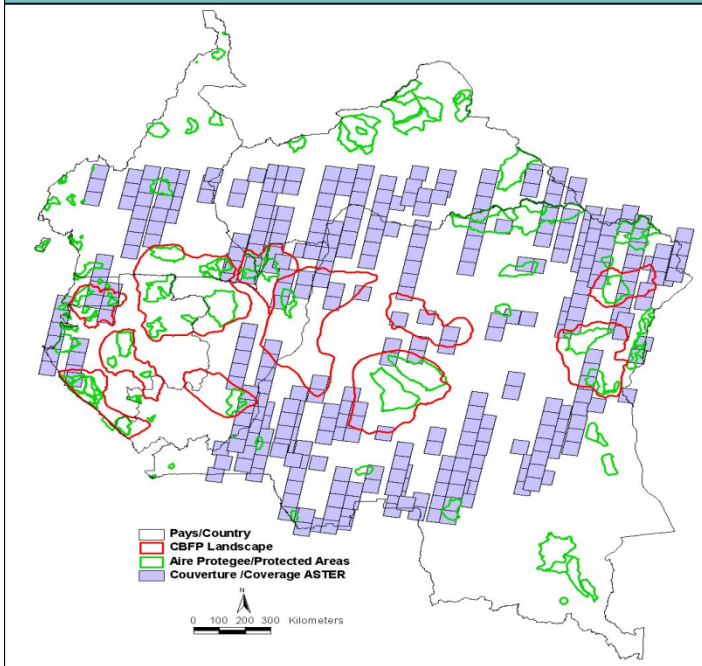 Pays/Country
CBFP Landscape
Aire Protegee/Protected Areas
Couverture /Coverage ASTER
N
0 100 200 300 Kilometers